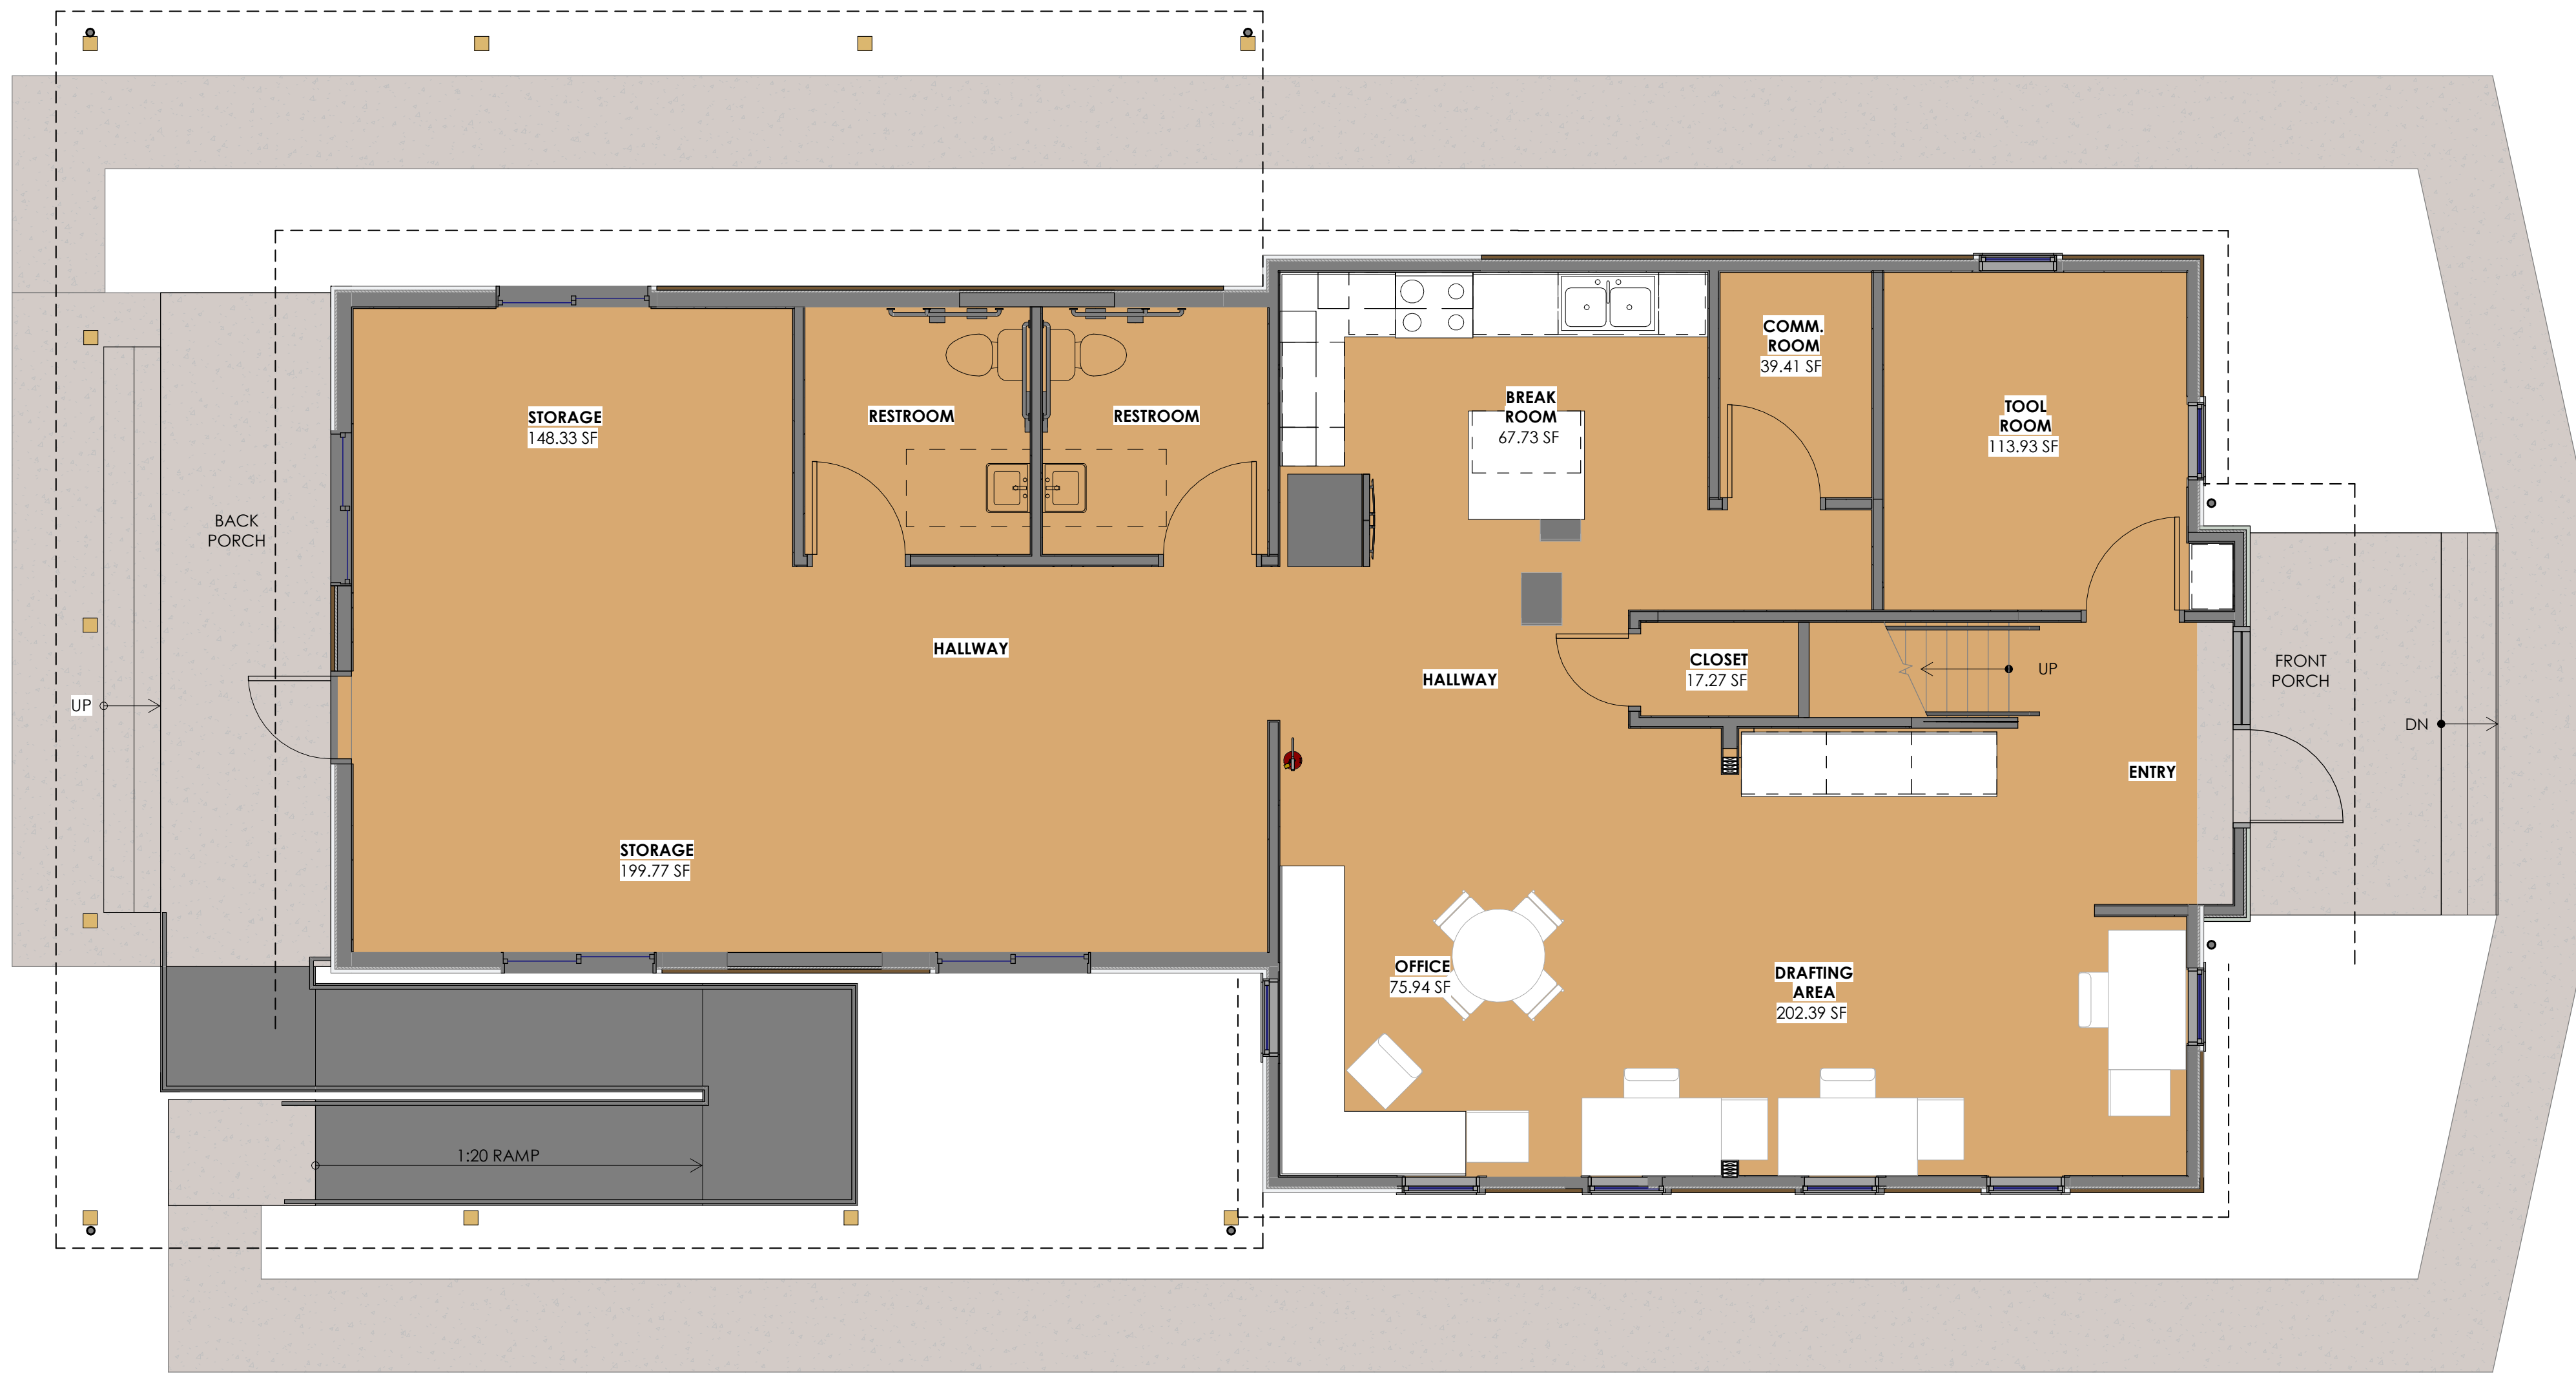 COMM.
ROOM
39.41 SF
BREAK
ROOM
67.73 SF
TOOL
ROOM
113.93 SF
STORAGE
148.33 SF
RESTROOM
RESTROOM
BACK
PORCH
HALLWAY
HALLWAY
CLOSET
17.27 SF
UP
FRONT
PORCH
UP
DN
ENTRY
STORAGE
199.77 SF
OFFICE
75.94 SF
DRAFTING
AREA
202.39 SF
1:20 RAMP